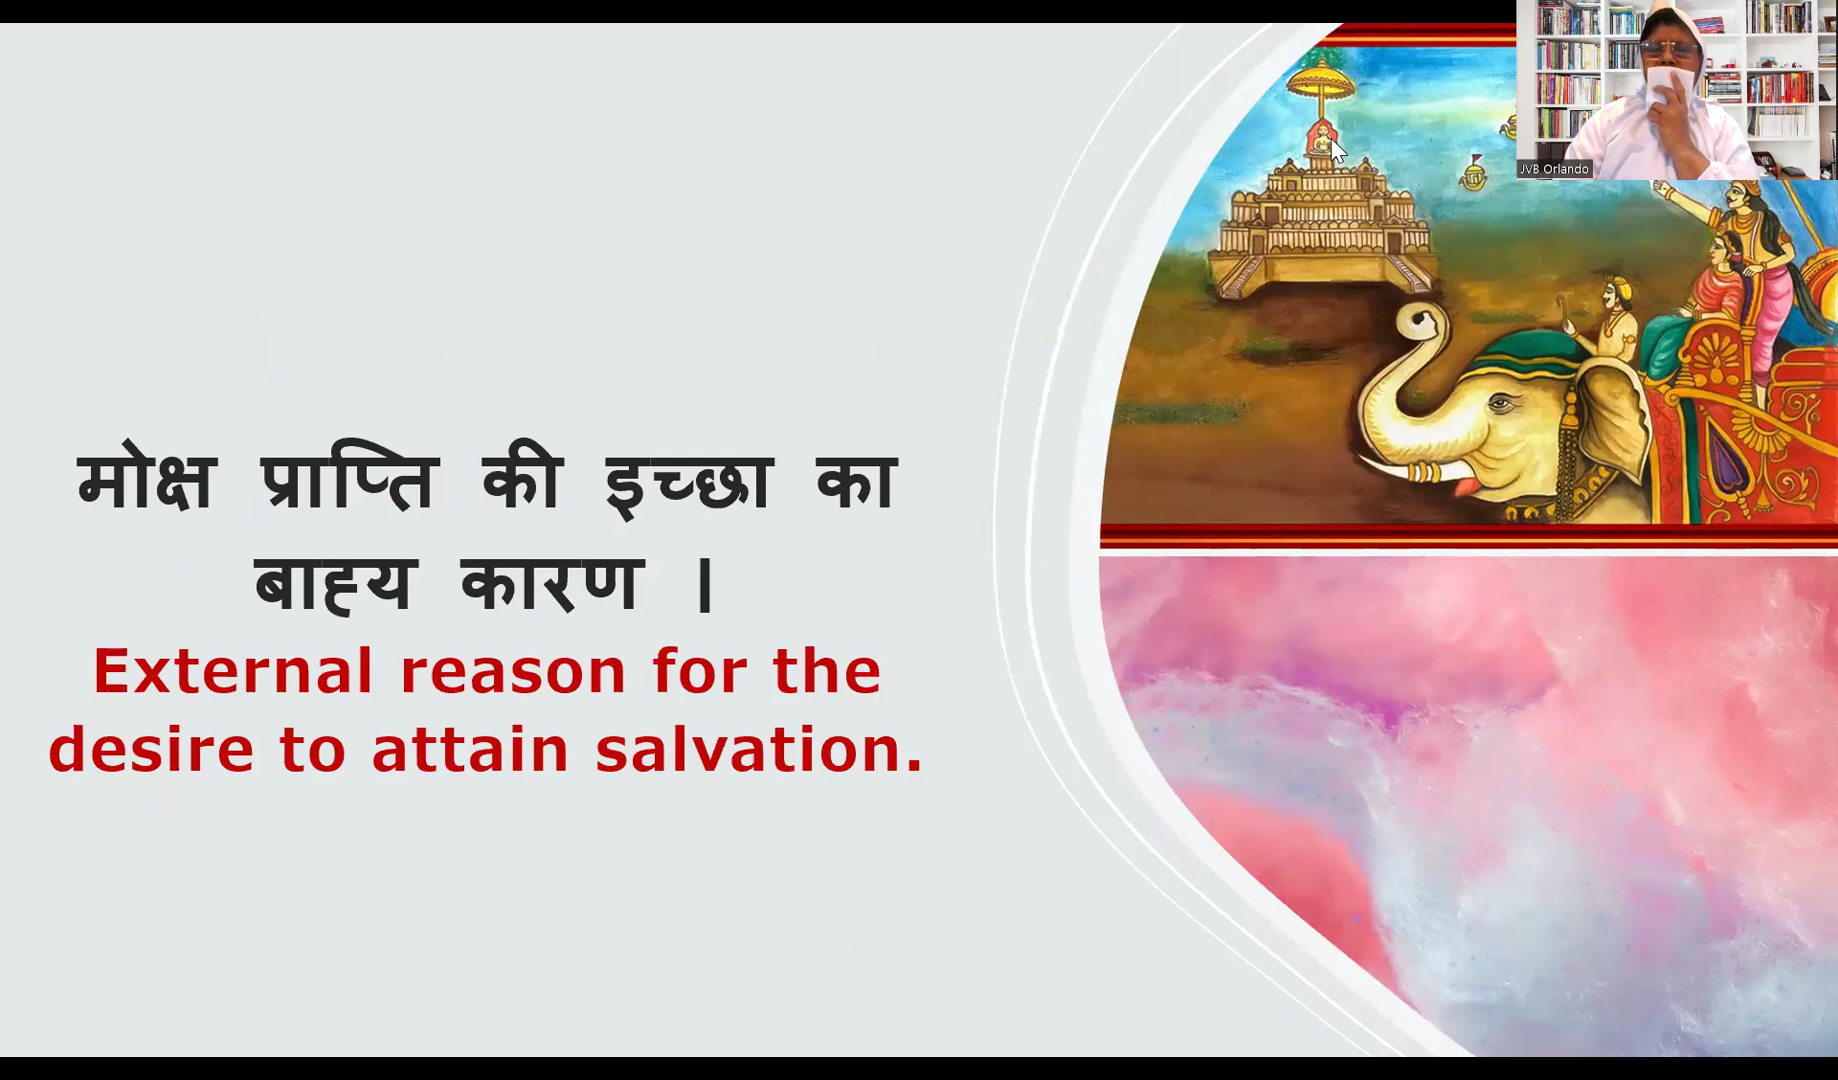 मोक्ष प्राप्ति की इच्छा का
बाह्य कारण ।
External reason for the
desire to attain salvation.
JVB Orlando